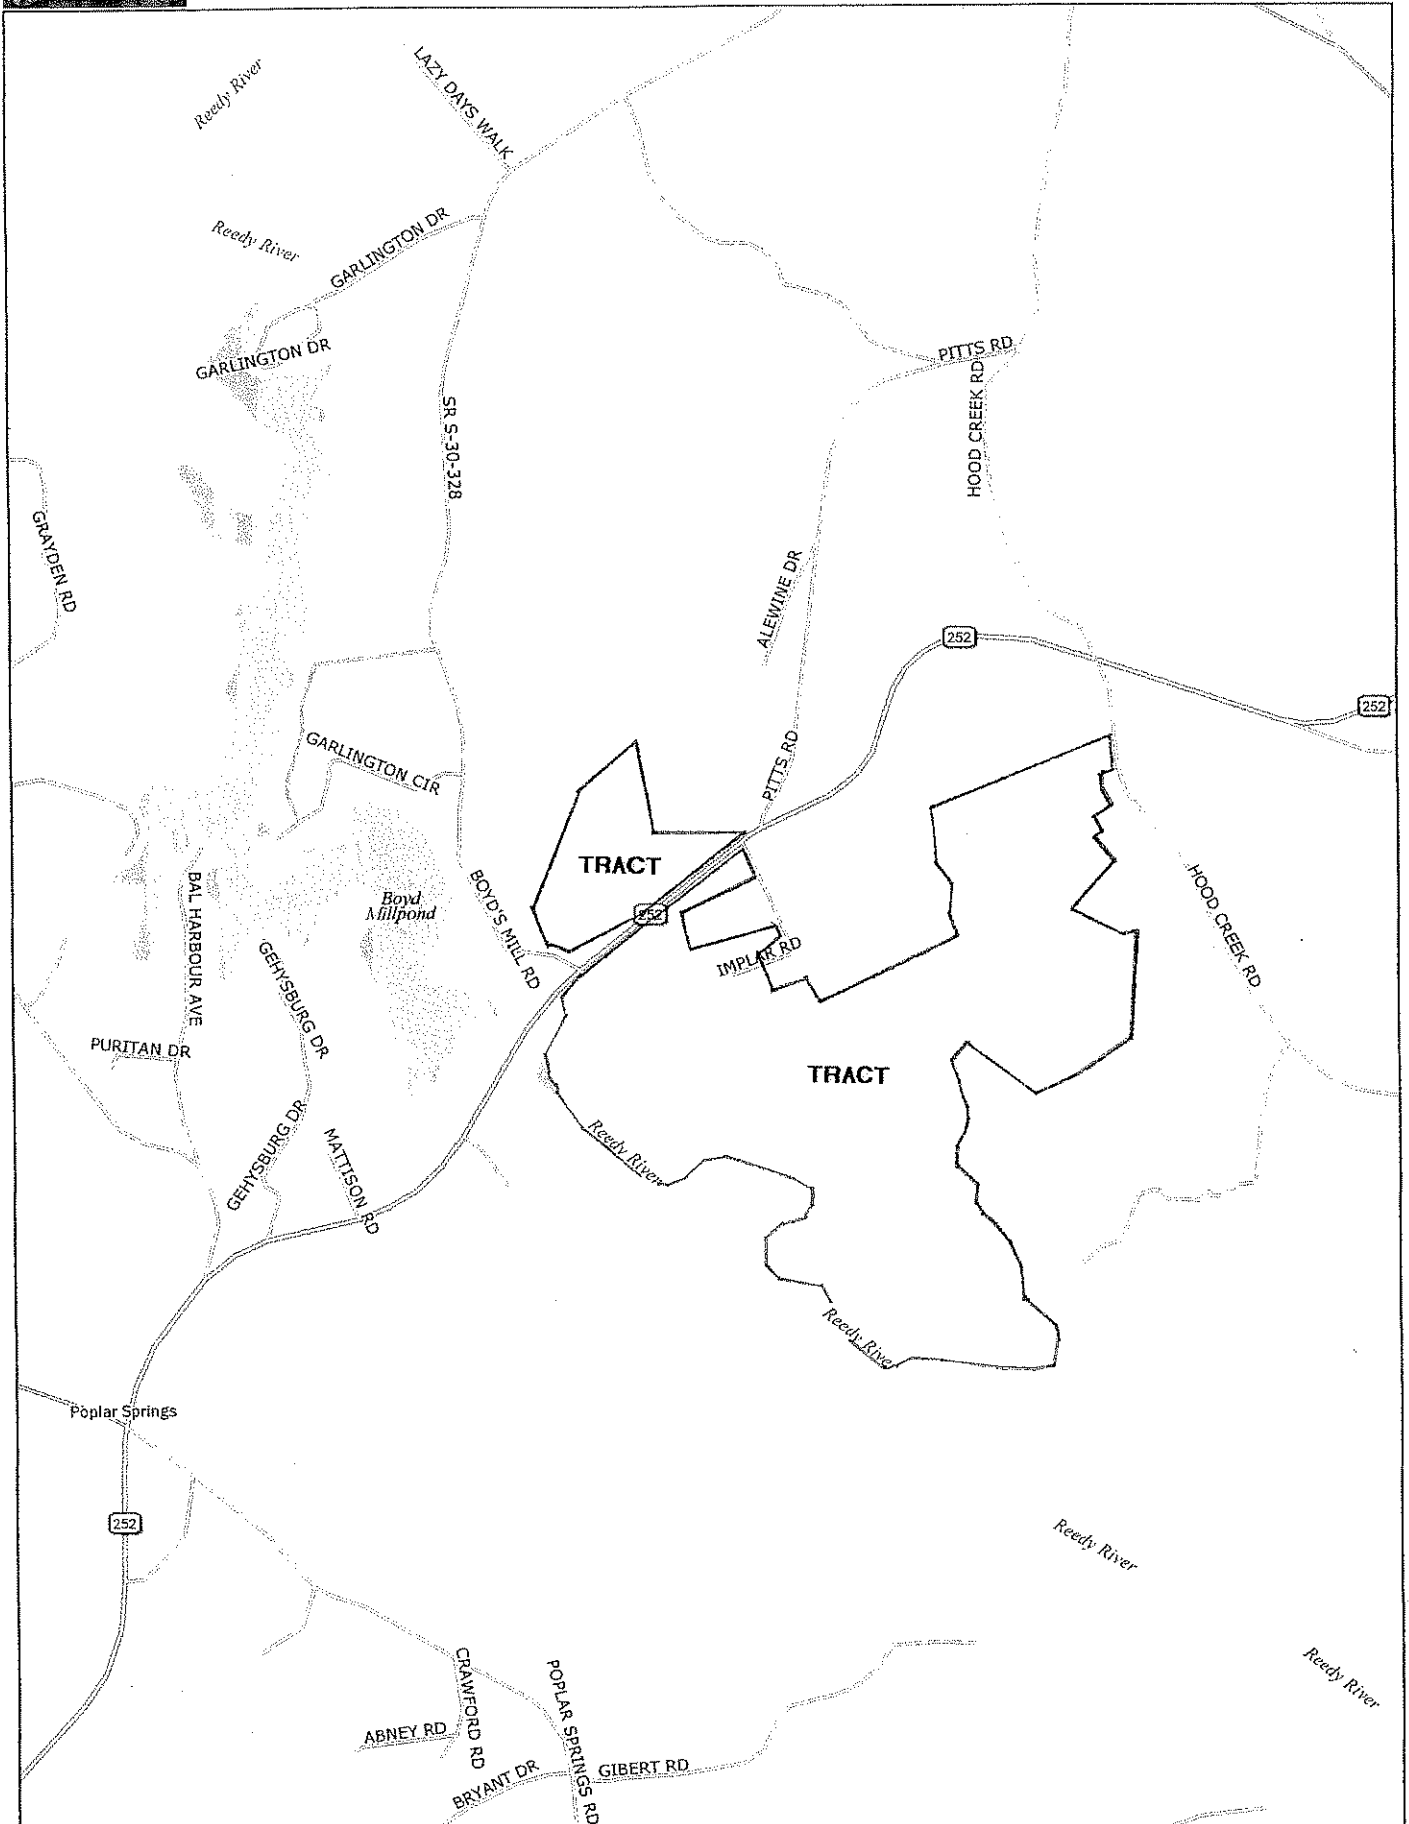 Reedy River
LAZY DAYS WALK
Reedy River
GARLINGTON DR
GARLINGTON DR
PITTS RD
HOOD CREEK RD
SR S-30-328
GRAYDEN RD
ALEWINE DR
252
252
GARLINGTON CIR
PITTS RD
TRACT
252
Boyd
Millpond
BOYD'S MILL RD
BAL HARBOUR AVE
HOOD CREEK RD
IMPLAR RD
GEHYSBURG DR
PURITAN DR
TRACT
GEHYSBURG DR
MATTISON RD
Reedy River
Reedy River
Poplar Springs
252
Reedy River
Reedy River
CRAWFORD RD
POPLAR SPRINGS RD
ABNEY RD
BRYANT DR
GIBERT RD